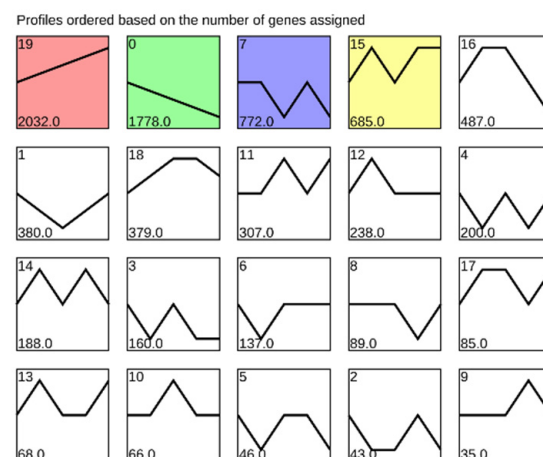 Profiles ordered based on the number of genes assigned
19 0 7 15 16
2032.0 1778.0 772.0 685.0 487.0
1 18 11 12 4
380.0 379.0 307.0 238.0 200.0
14 3 6 8 17
188.0 160.0 137.0 89.0 85.0
13 10 5 2 9
68.0 66.0 46.0 43.0 35.0